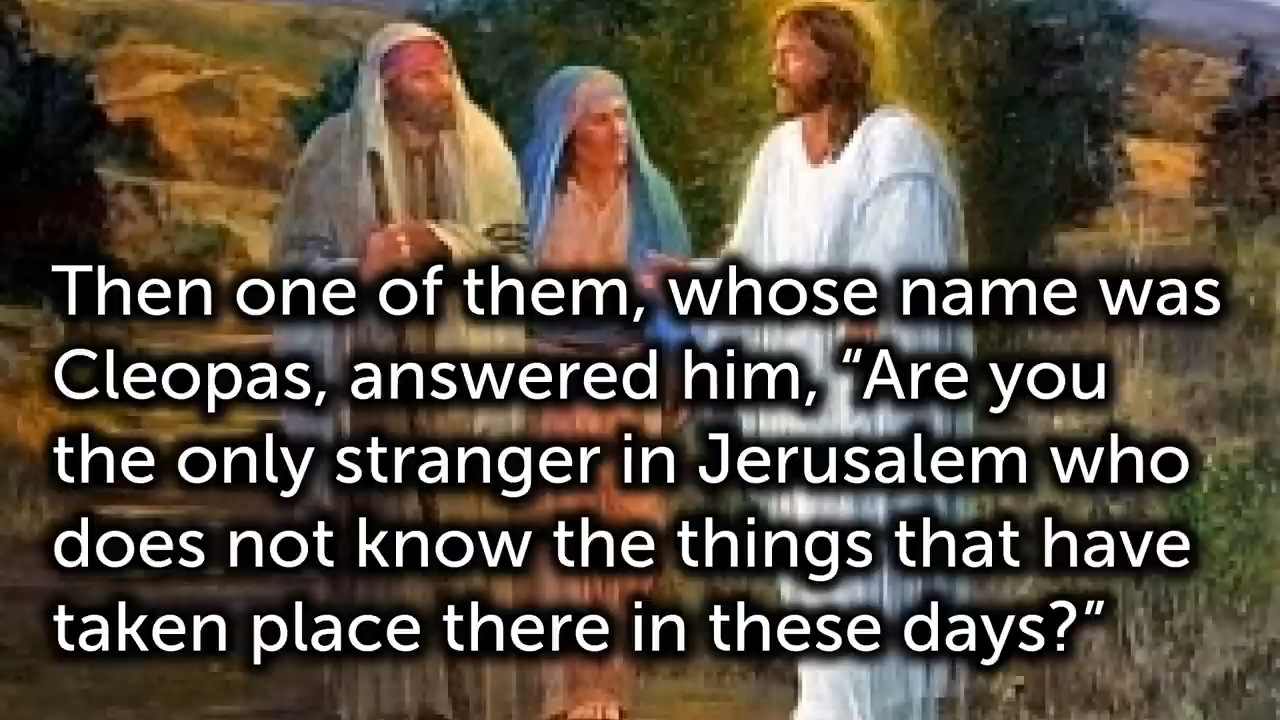 Then one of them, whose name was
Cleopas, answered him, “Are you
the only stranger in Jerusalem who
does not know the things that have
taken place there in these days?”